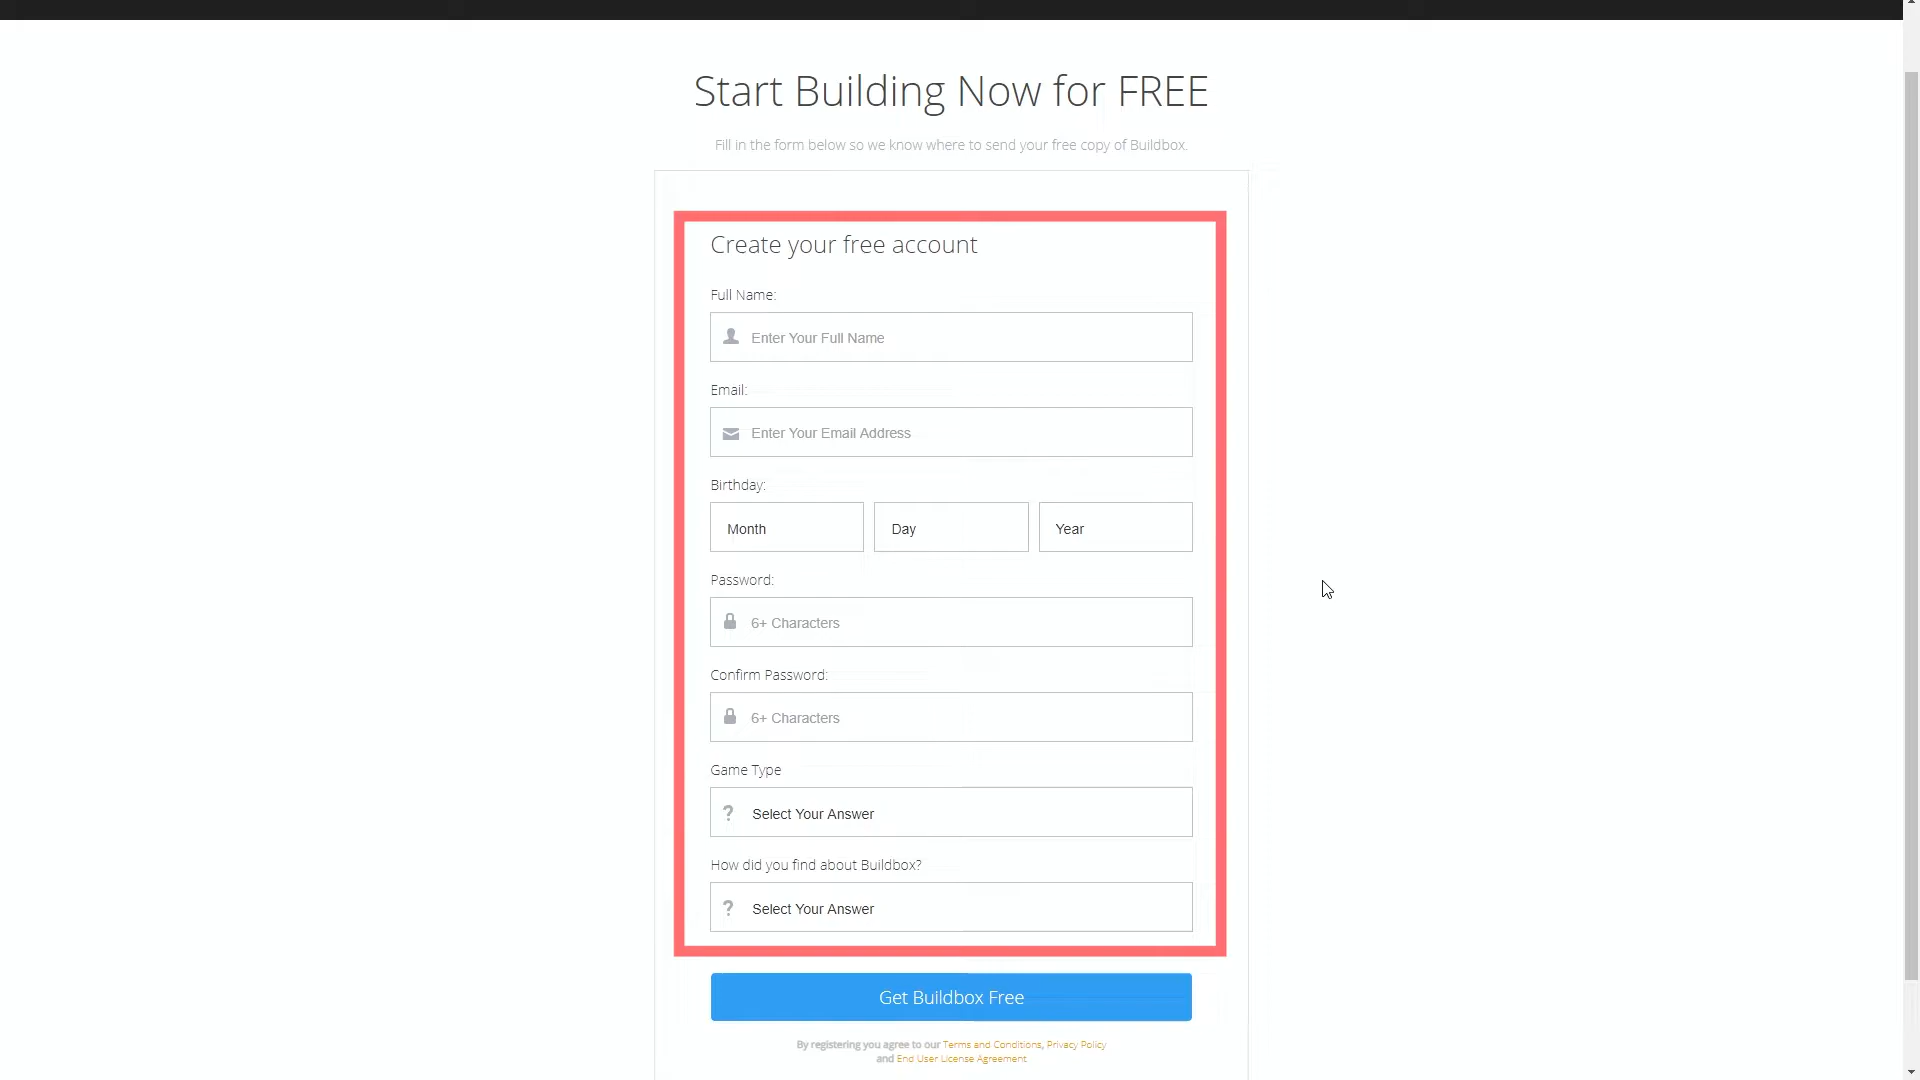 Start Building Now for FREE
Fill in the form below so we know where to send your free copy of Buildbox.
Create your free account
Full Name:
Enter Your Full Name
Email:
Enter Your Email Address
Birthday:
Month Day Year
Password:
6+ Characters
Confirm Password:
6+ Characters
Game Type
? Select Your Answer
How did you find about Buildbox?
? Select Your Answer
Get Buildbox Free
By registering you agree to our Terms and Conditions, Privacy Policy
and End User License Agreement